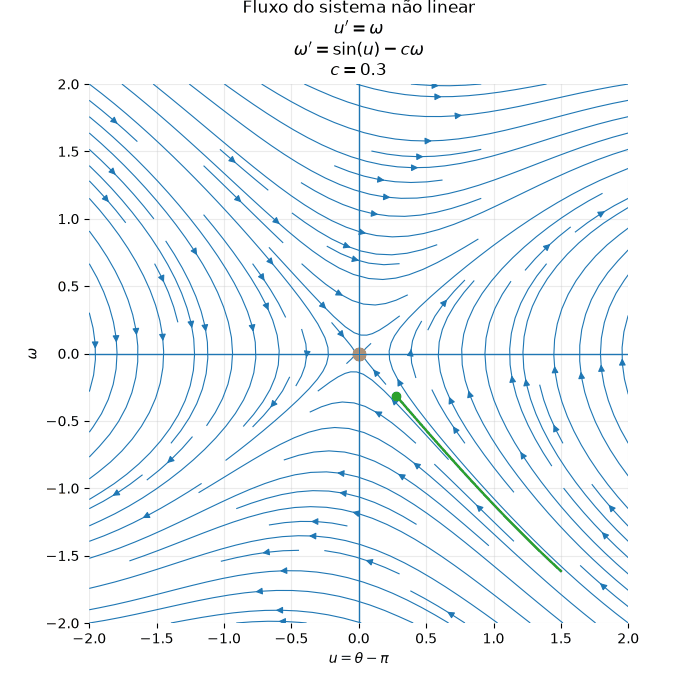 Fluxo do sistema não linear
u′ = ω
ω′ = sin(u) − cω
c = 0.3
2.0
1.5
1.0
0.5
0.0
−0.5
−1.0
−1.5
−2.0
ω
−2.0 −1.5 −1.0 −0.5 0.0 0.5 1.0 1.5 2.0
u = θ − π